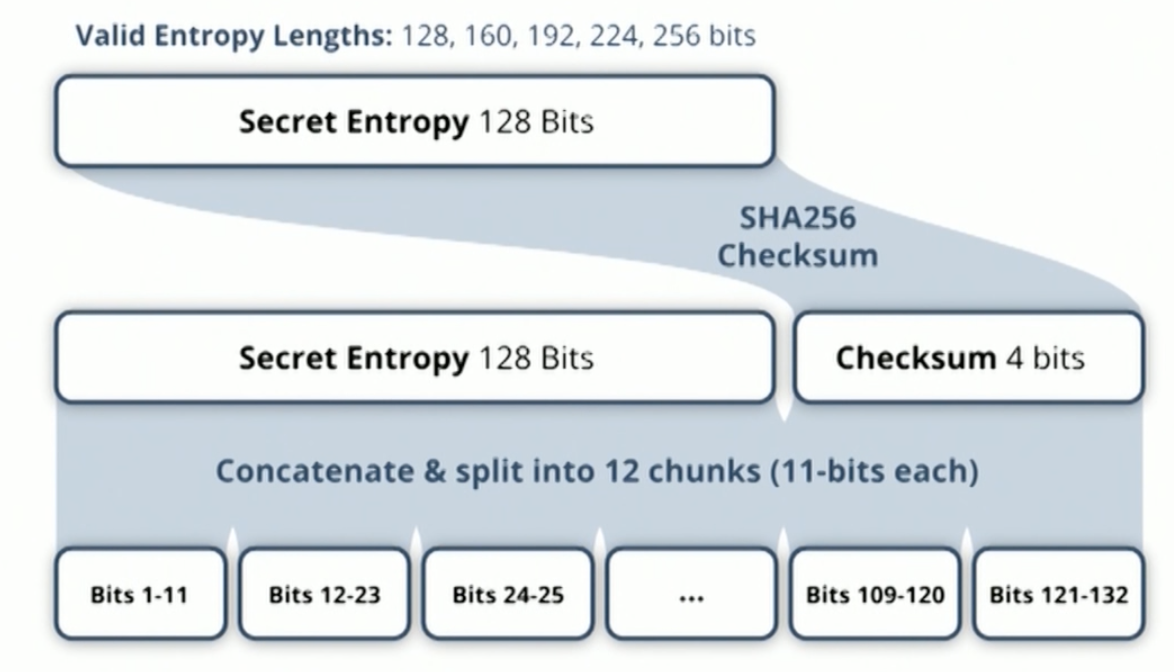 Valid Entropy Lengths: 128, 160, 192, 224, 256 bits
Secret Entropy 128 Bits
SHA256
Checksum
Secret Entropy 128 Bits
Checksum 4 bits
Concatenate & split into 12 chunks (11-bits each)
Bits 1-11
Bits 12-23
Bits 24-25
...
Bits 109-120
Bits 121-132